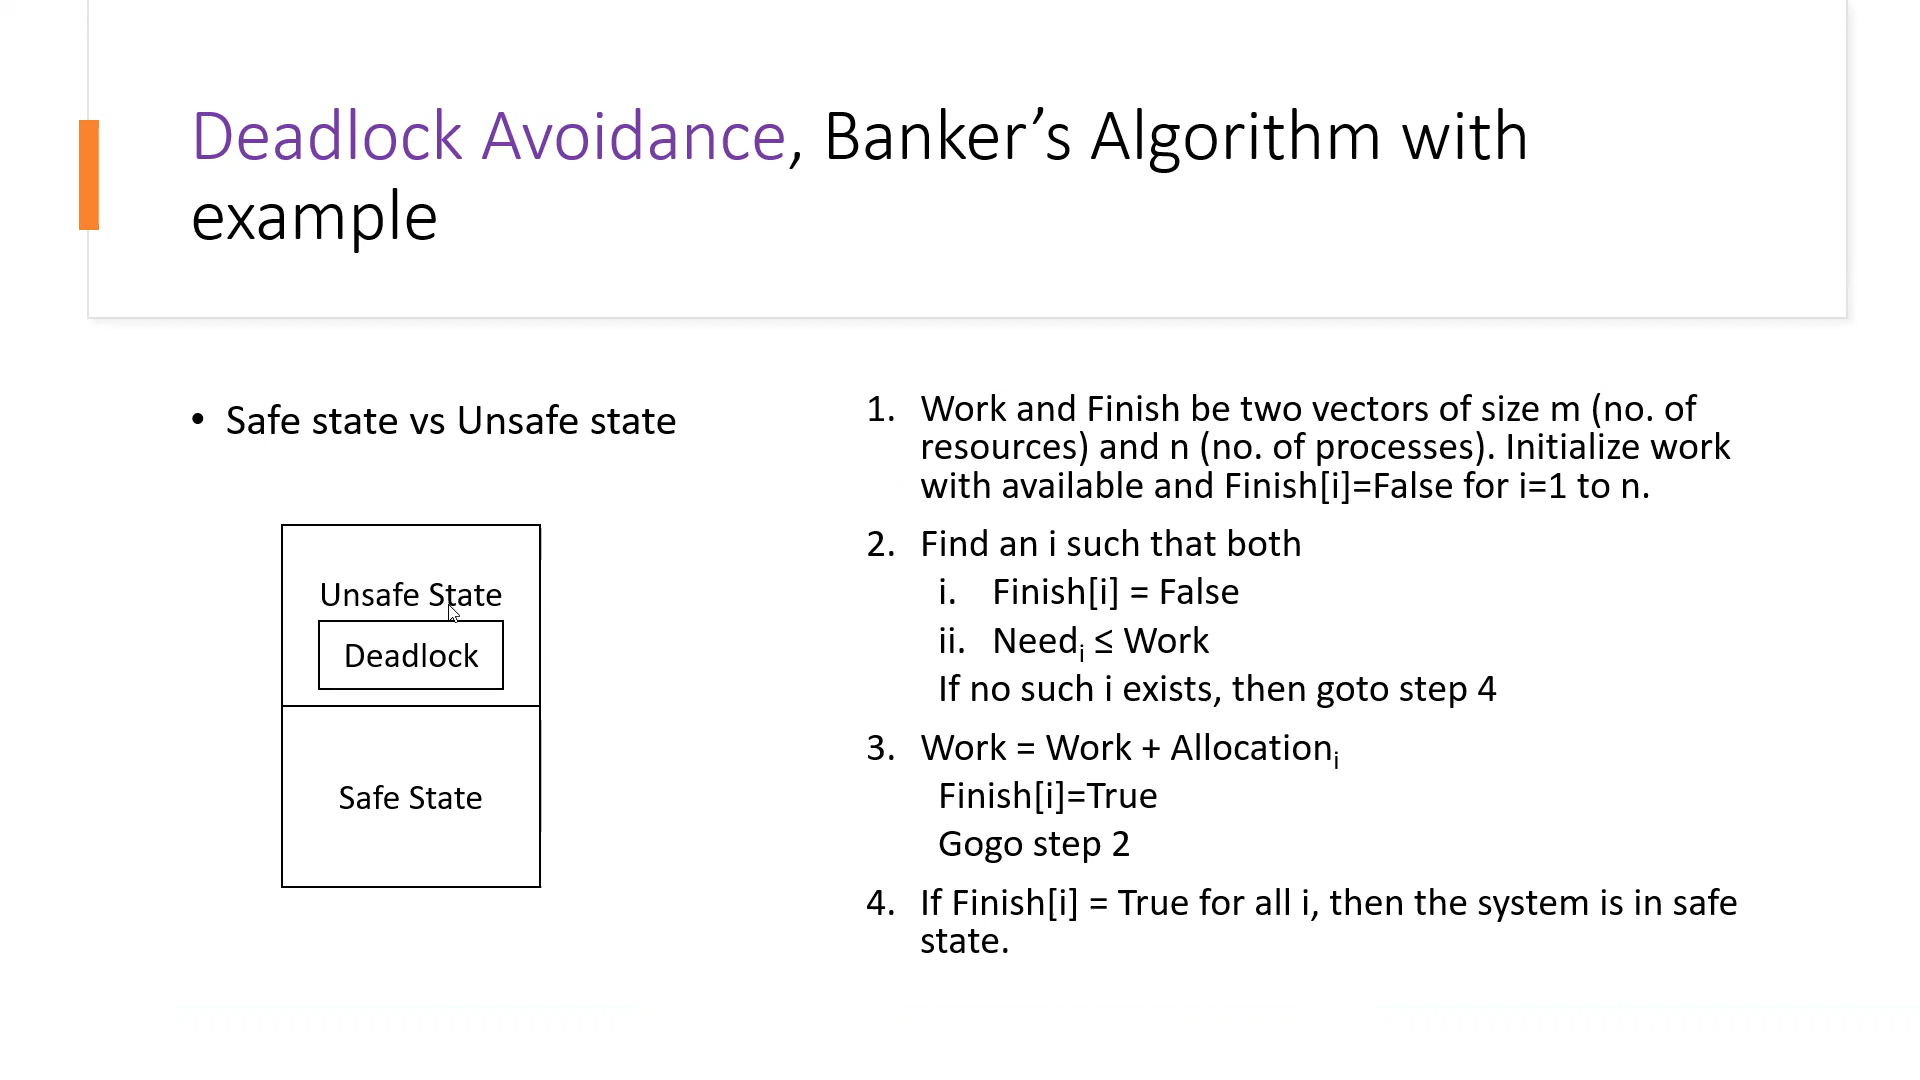 Deadlock Avoidance, Banker’s Algorithm with
example
• Safe state vs Unsafe state
Unsafe State
Deadlock
Safe State
1. Work and Finish be two vectors of size m (no. of
resources) and n (no. of processes). Initialize work
with available and Finish[i]=False for i=1 to n.
2. Find an i such that both
i. Finish[i] = False
ii. Needi ≤ Work
If no such i exists, then goto step 4
3. Work = Work + Allocationi
Finish[i]=True
Gogo step 2
4. If Finish[i] = True for all i, then the system is in safe
state.